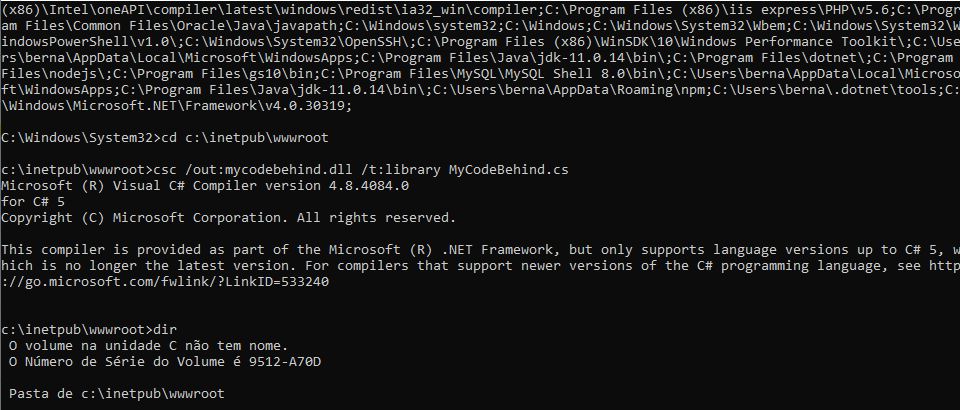 (x86)\Intel\oneAPI\compiler\latest\windows\redist\ia32_win\compiler;C:\Program Files (x86)\iis express\PHP\v5.6;C:\Progr
am Files\Common Files\Oracle\Java\javapath;C:\Windows\system32;C:\Windows;C:\Windows\System32\Wbem;C:\Windows\System32\W
indowsPowerShell\v1.0\;C:\Windows\System32\OpenSSH\;C:\Program Files (x86)\WinSDK\10\Windows Performance Toolkit\;C:\Use
rs\berna\AppData\Local\Microsoft\WindowsApps;C:\Program Files\Java\jdk-11.0.14\bin\;C:\Program Files\dotnet\;C:\Program
Files\nodejs\;C:\Program Files\gs10\bin;C:\Program Files\MySQL\MySQL Shell 8.0\bin\;C:\Users\berna\AppData\Local\Microso
ft\WindowsApps;C:\Program Files\Java\jdk-11.0.14\bin\;C:\Users\berna\AppData\Roaming\npm;C:\Users\berna\.dotnet\tools;C:
\Windows\Microsoft.NET\Framework\v4.0.30319;
C:\Windows\System32>cd c:\inetpub\wwwroot
c:\inetpub\wwwroot>csc /out:mycodebehind.dll /t:library MyCodeBehind.cs
Microsoft (R) Visual C# Compiler version 4.8.4084.0
for C# 5
Copyright (C) Microsoft Corporation. All rights reserved.
This compiler is provided as part of the Microsoft (R) .NET Framework, but only supports language versions up to C# 5, w
hich is no longer the latest version. For compilers that support newer versions of the C# programming language, see http
://go.microsoft.com/fwlink/?LinkID=533240
c:\inetpub\wwwroot>dir
O volume na unidade C não tem nome.
O Número de Série do Volume é 9512-A70D
Pasta de c:\inetpub\wwwroot